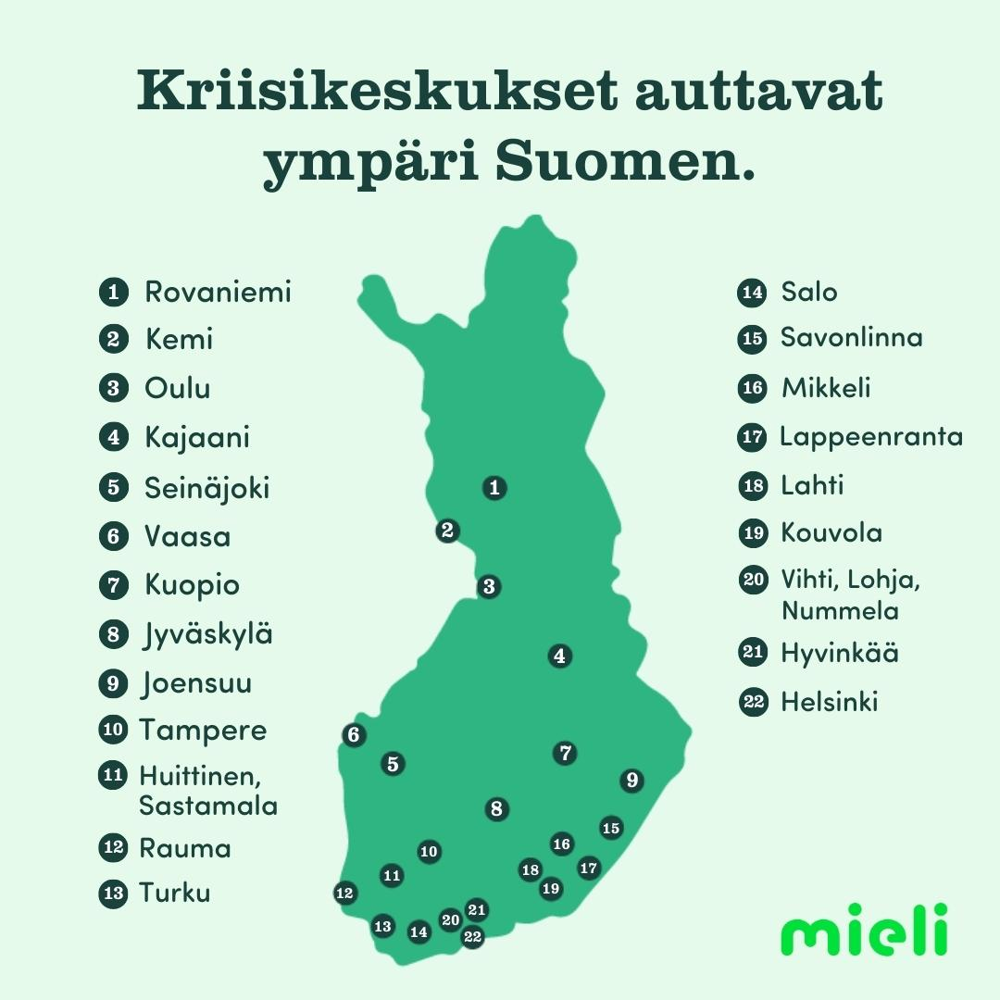 Kriisikeskukset auttavat
ympäri Suomen.
1 Rovaniemi
2 Kemi
3 Oulu
4 Kajaani
5 Seinäjoki
6 Vaasa
7 Kuopio
8 Jyväskylä
9 Joensuu
10 Tampere
11 Huittinen,
Sastamala
12 Rauma
13 Turku
1
2
3
4
6
5
7
9
8
15
16
10
17
18
11
19
12
21
20
13
14
22
14 Salo
15 Savonlinna
16 Mikkeli
17 Lappeenranta
18 Lahti
19 Kouvola
20 Vihti, Lohja,
Nummela
21 Hyvinkää
22 Helsinki
mieli